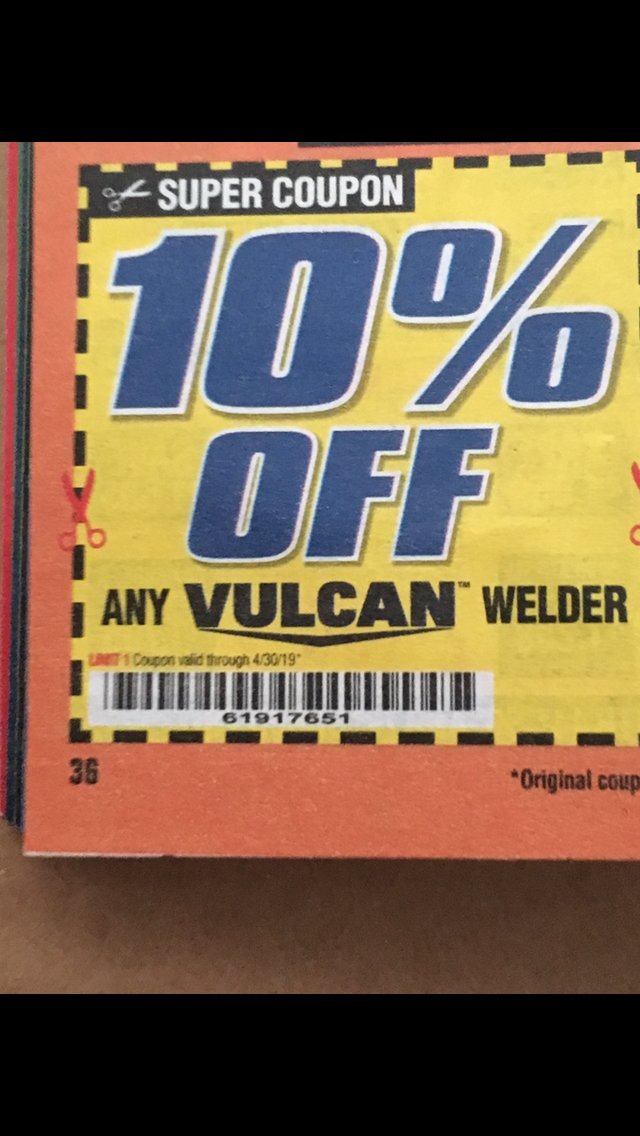 SUPER COUPON
10%
OFF
ANY VULCAN™ WELDER
LIMIT 1 Coupon valid through 4/30/19*
61917651
36
*Original coup